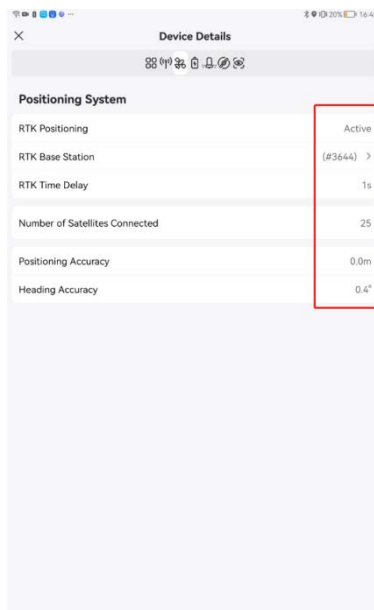 20% 16:4
Device Details
Positioning System
RTK Positioning Active
RTK Base Station (#3644) >
RTK Time Delay 1s
Number of Satellites Connected 25
Positioning Accuracy 0.0m
Heading Accuracy 0.4°